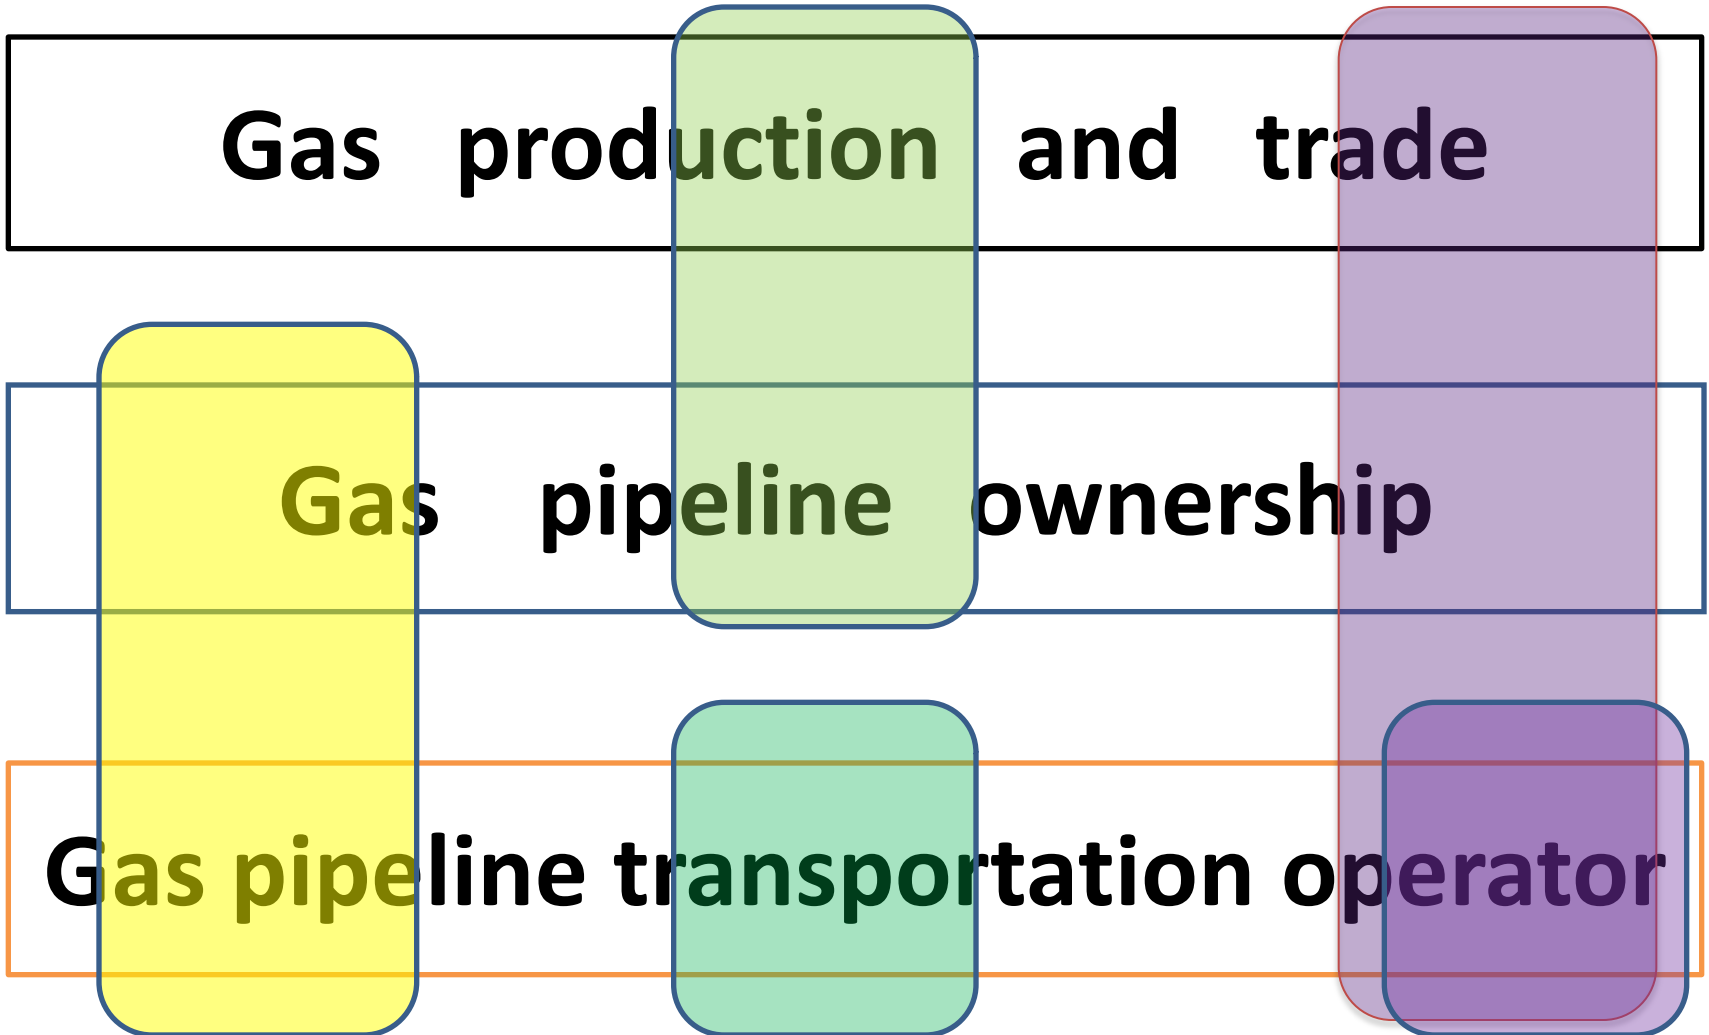 Gas production and trade
Gas pipeline ownership
Gas pipeline transportation operator